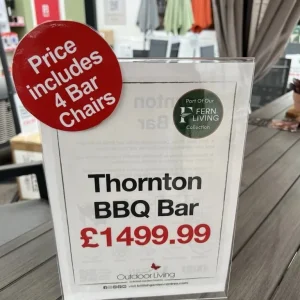 Price
includes
4 Bar
Chairs
Part Of Our
FERN
LIVING
Collection
Thornton
BBQ Bar
£1499.99
Outdoor Living